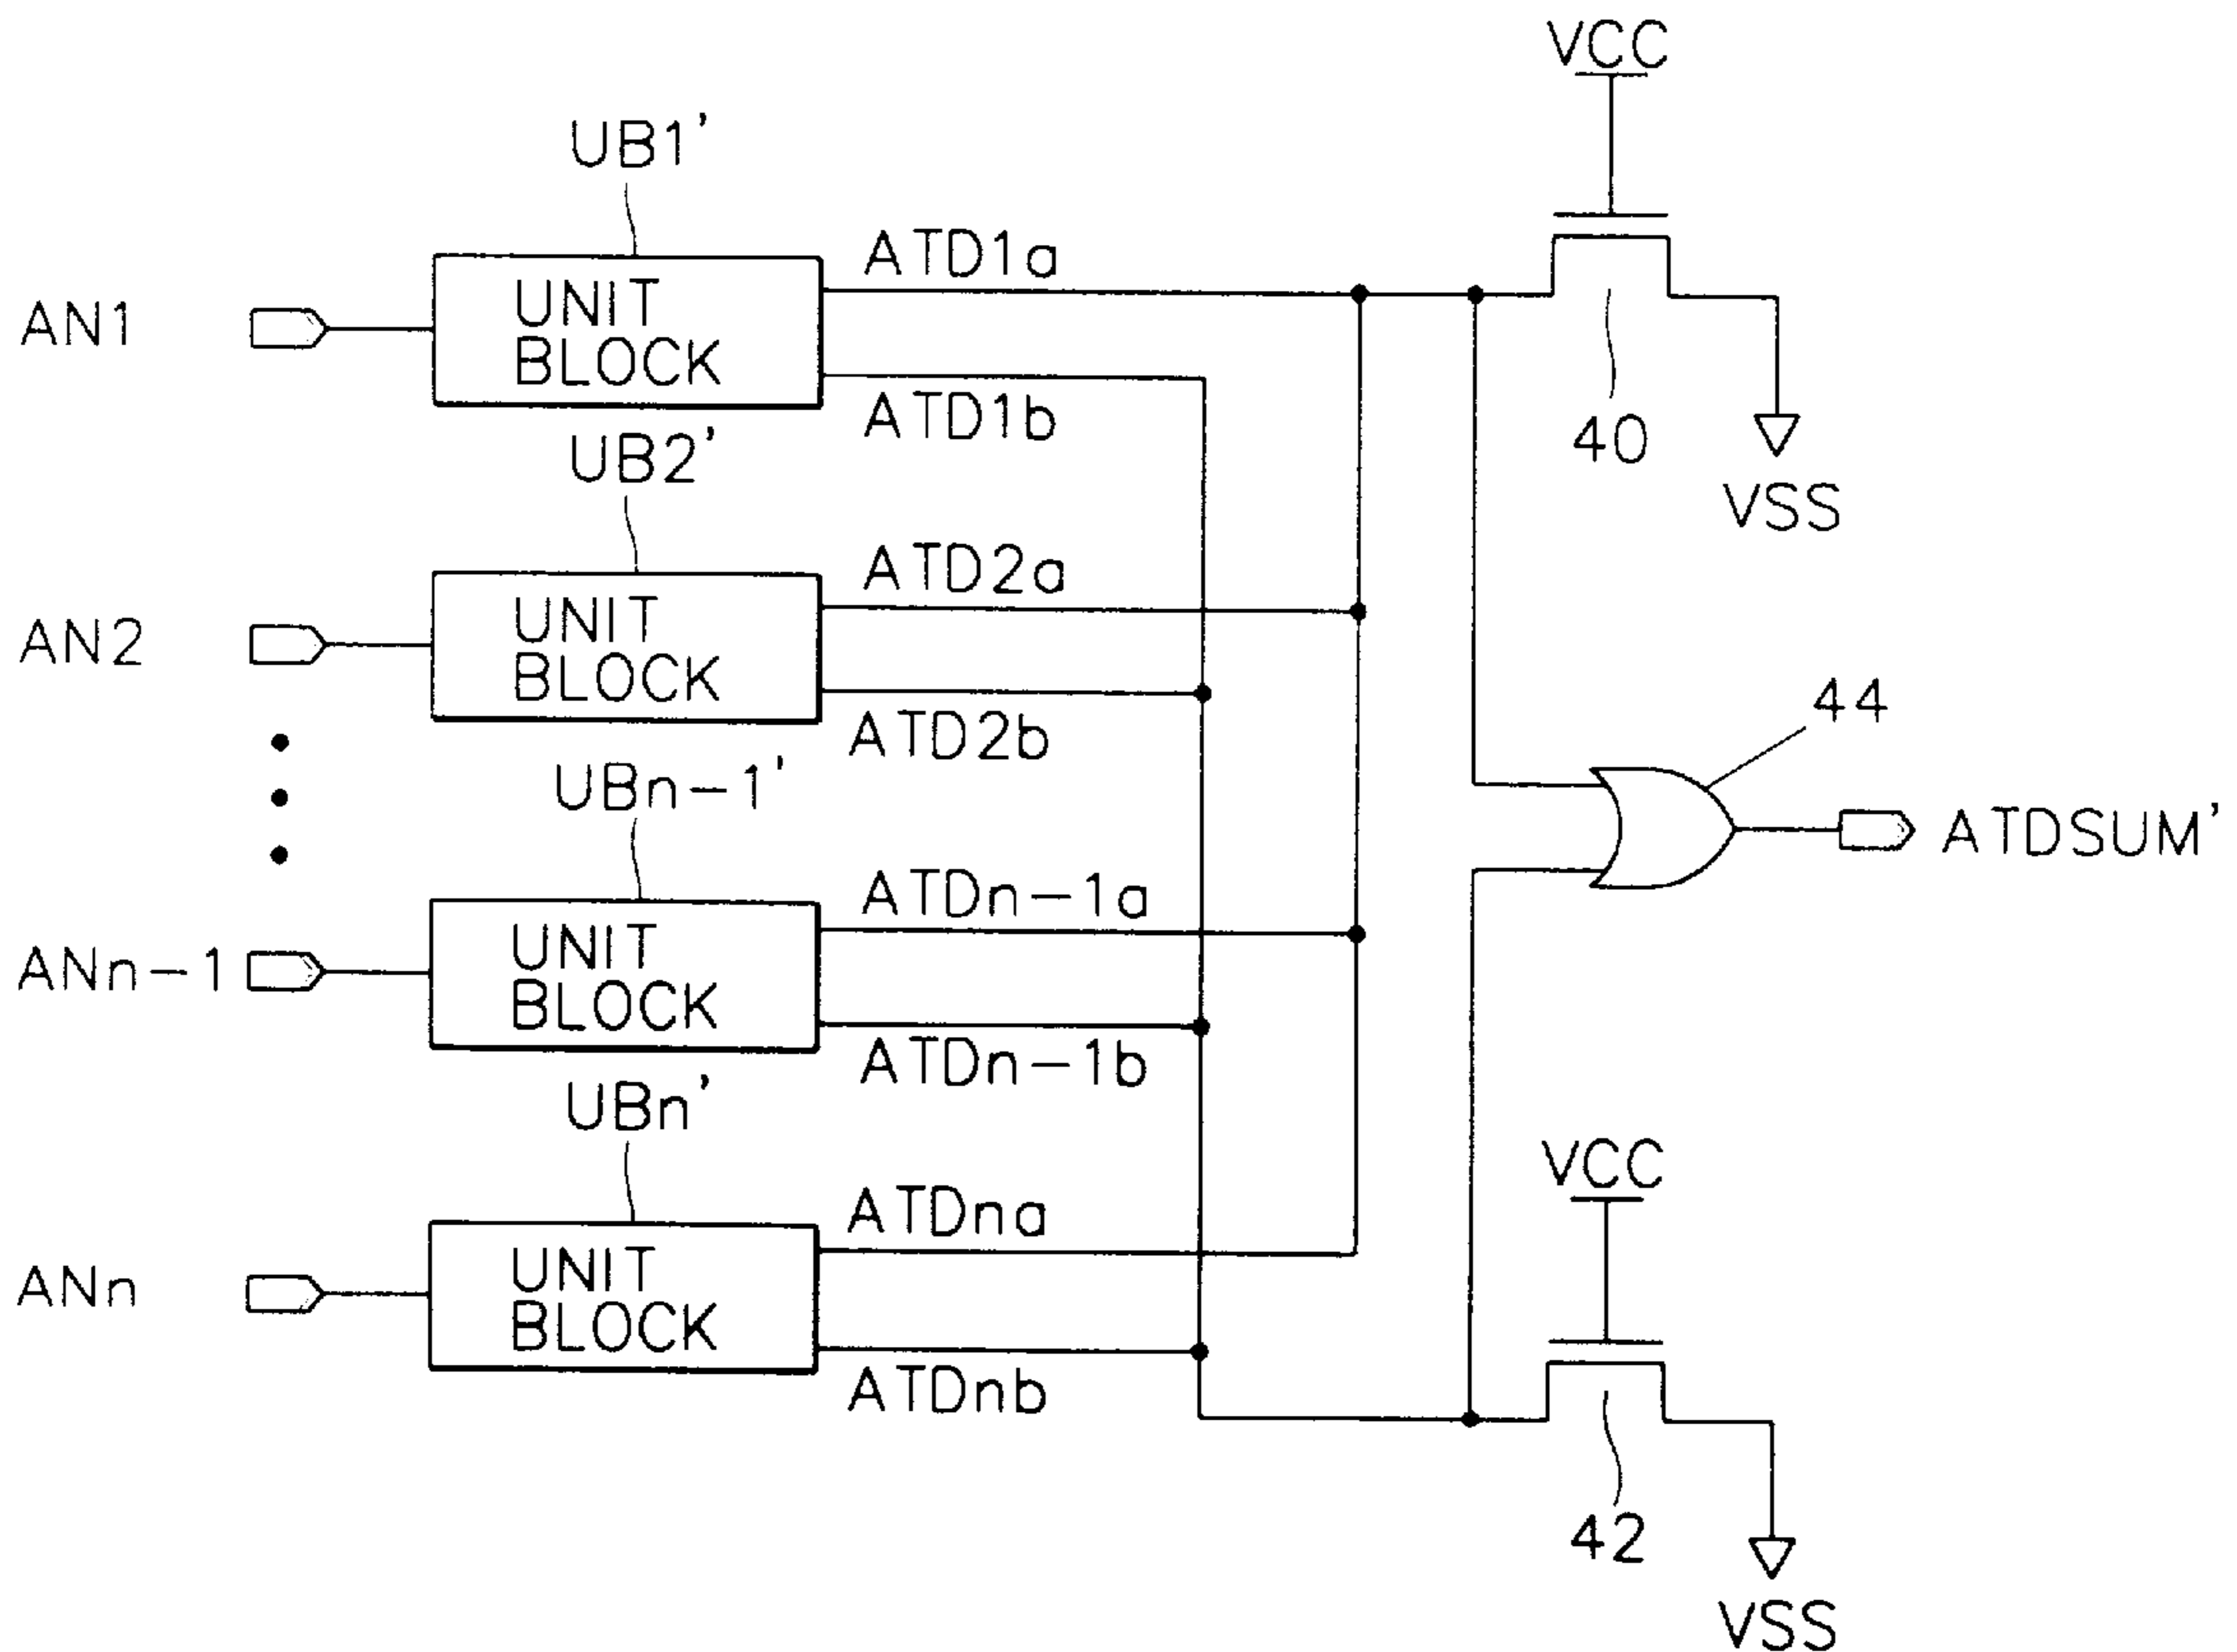 VCC
UB1'
ATD1a
AN1
UNIT
BLOCK
ATD1b
40
VSS
UB2'
ATD2a
AN2
UNIT
BLOCK
ATD2b
44
UBn-1'
ATDSUM'
ATDn-1a
ANn-1
UNIT
BLOCK
ATDn-1b
UBn'
VCC
ATDna
ANn
UNIT
BLOCK
ATDnb
42
VSS